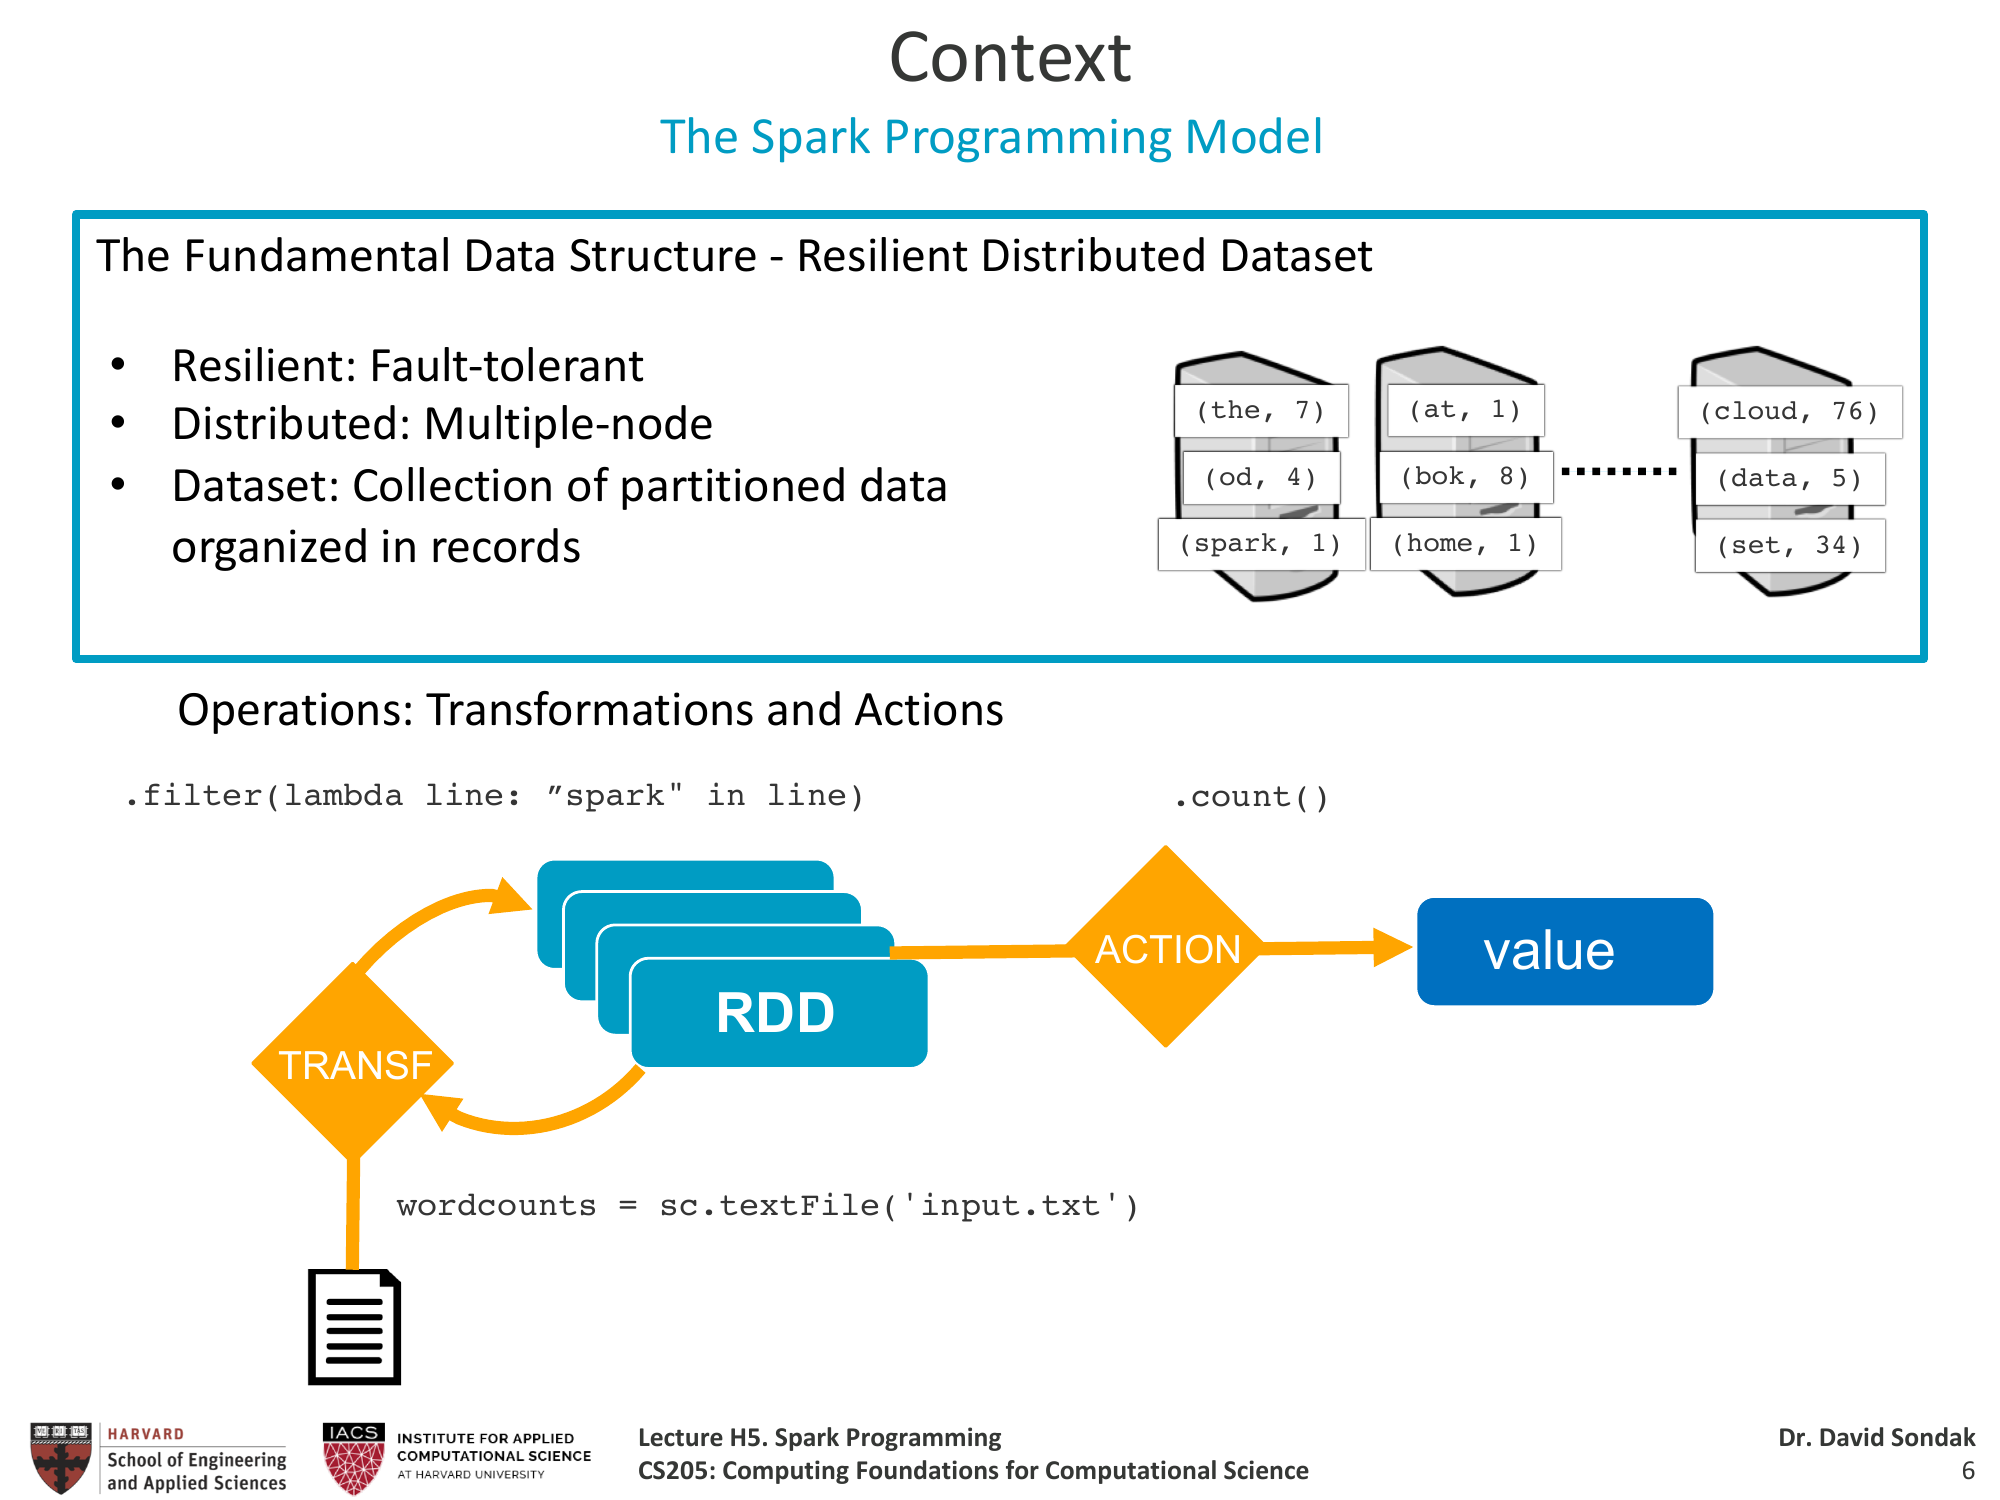 Context
The Spark Programming Model
The Fundamental Data Structure - Resilient Distributed Dataset
• Resilient: Fault-tolerant
• Distributed: Multiple-node
• Dataset: Collection of partitioned data
organized in records
(the, 7)
(od, 4)
(spark, 1)
(at, 1)
(bok, 8)
(home, 1)
(cloud, 76)
(data, 5)
(set, 34)
Operations: Transformations and Actions
.filter(lambda line: ”spark" in line)
.count()
TRANSF
RDD
ACTION
value
wordcounts = sc.textFile('input.txt')
HARVARD
School of Engineering
and Applied Sciences
IACS
INSTITUTE FOR APPLIED
COMPUTATIONAL SCIENCE
AT HARVARD UNIVERSITY
Lecture H5. Spark Programming
CS205: Computing Foundations for Computational Science
Dr. David Sondak
6